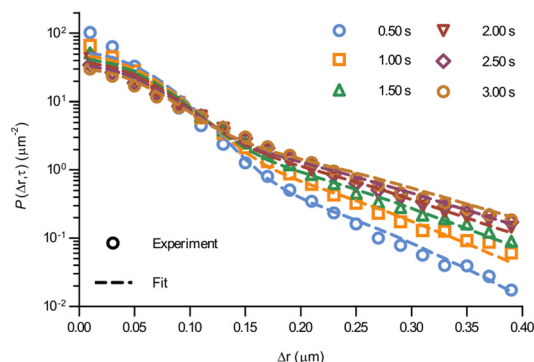 10²
0.50 s
2.00 s
1.00 s
2.50 s
1.50 s
3.00 s
10¹
P(Δr,τ) (μm⁻²)
10⁰
10⁻¹
Experiment
Fit
10⁻²
0.00 0.05 0.10 0.15 0.20 0.25 0.30 0.35 0.40
Δr (μm)